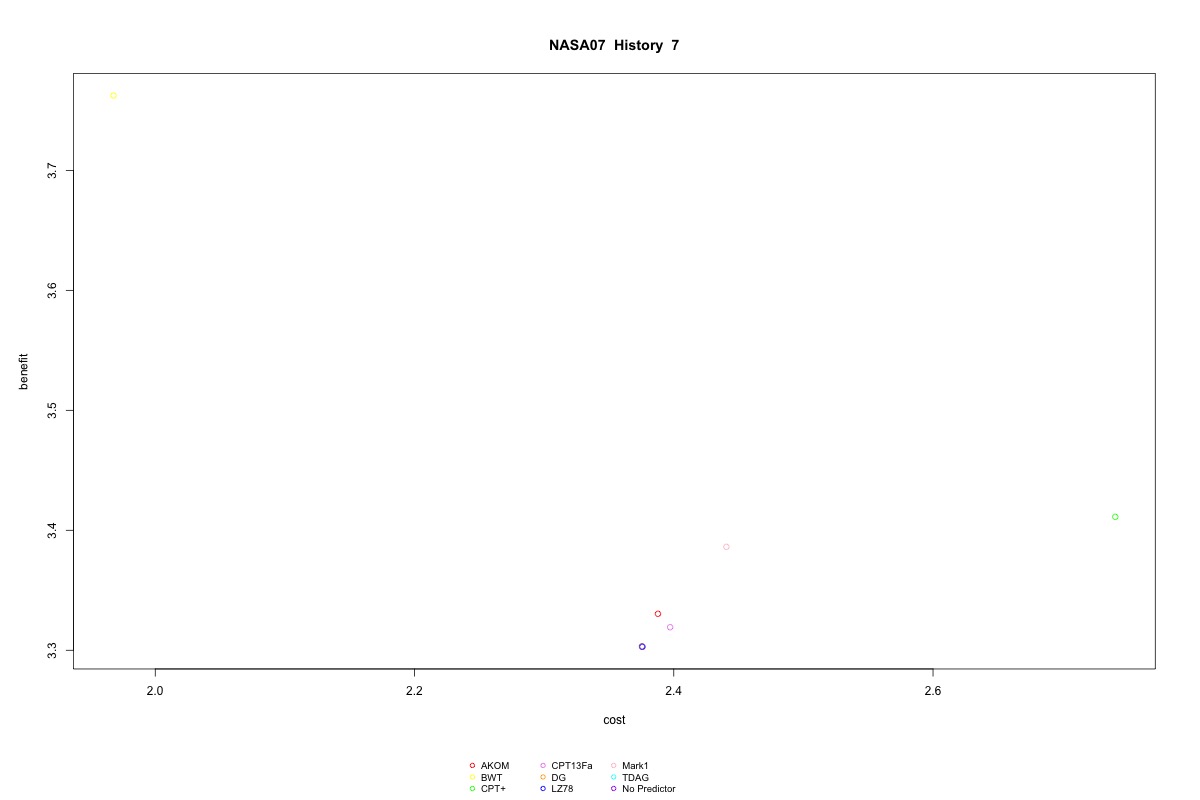 NASA07 History 7
benefit
3.7
3.6
3.5
3.4
3.3
2.0 2.2 2.4 2.6
cost
AKOM CPT13Fa Mark1
BWT DG TDAG
CPT+ LZ78 No Predictor